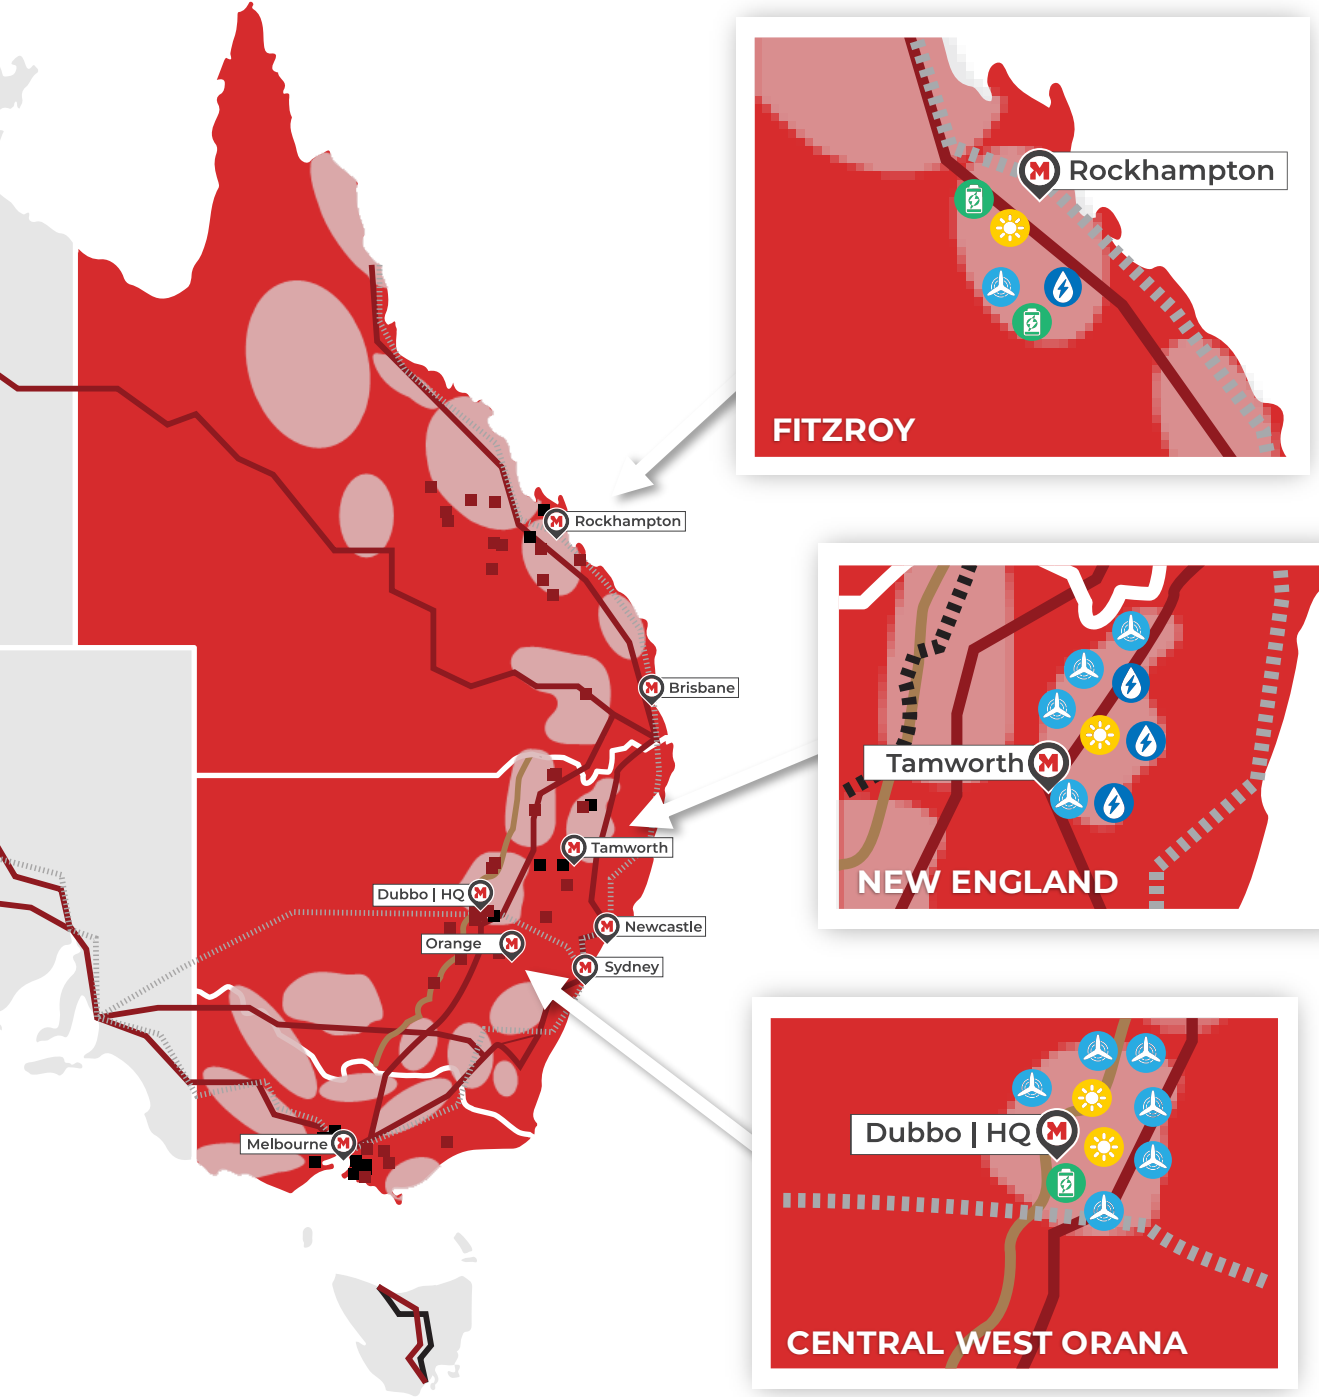 Rockhampton
FITZROY
Rockhampton
Brisbane
Tamworth
NEW ENGLAND
Tamworth
Dubbo | HQ
Newcastle
Orange
Sydney
Dubbo | HQ
Melbourne
CENTRAL WEST ORANA